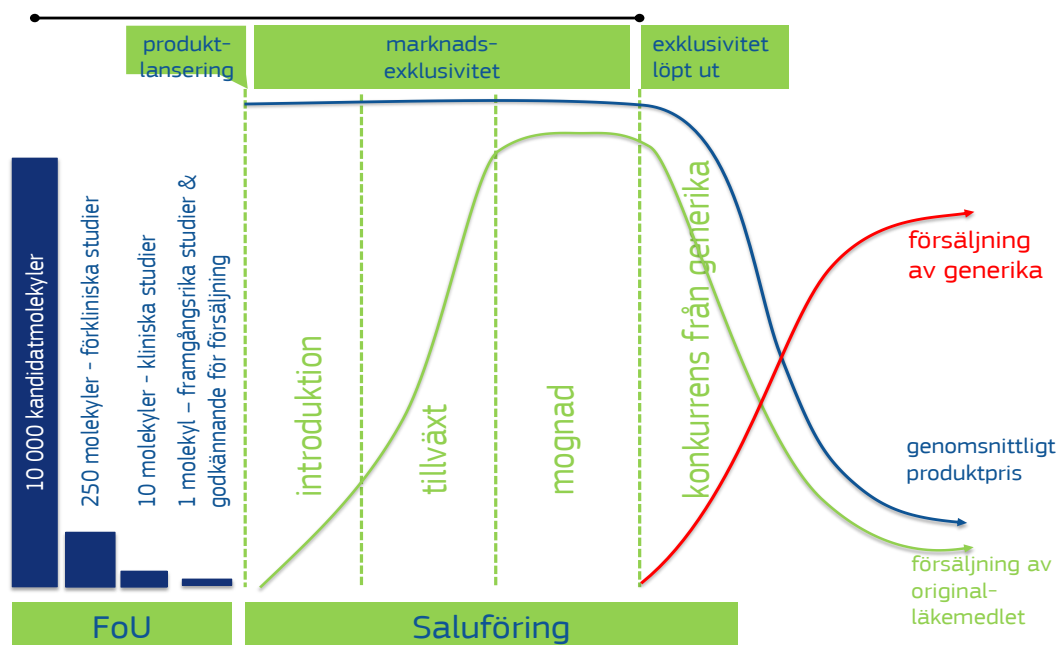 produkt-
lansering
marknads-
exklusivitet
exklusivitet
löpt ut
10 000 kandidatmolekyler
250 molekyler – förkliniska studier
10 molekyler - kliniska studier
1 molekyl – framgångsrika studier &
godkännande för försäljning
introduktion
tillväxt
mognad
konkurrens från generika
försäljning
av generika
genomsnittligt
produktpris
försäljning av
original-
läkemedlet
FoU
Saluföring